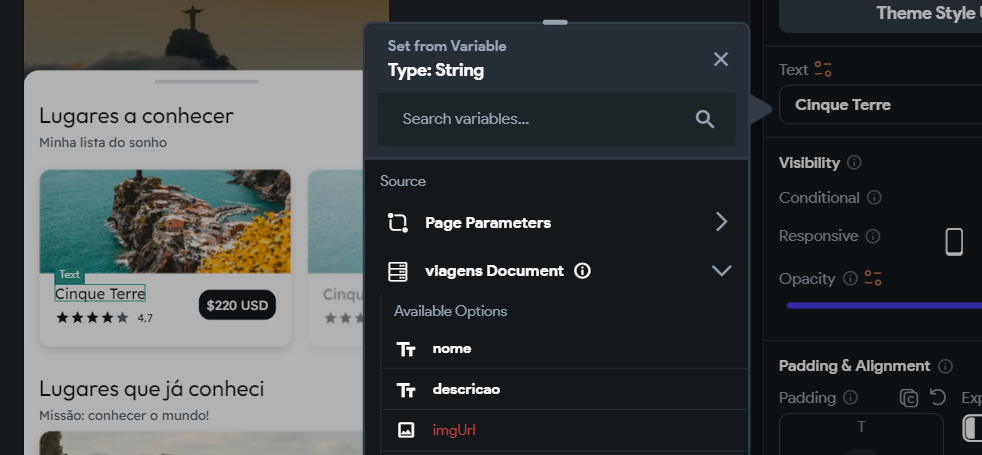 Lugares a conhecer
Minha lista do sonho
Text
Cinque Terre
$220 USD
4.7
Cinqu
Lugares que já conheci
Missão: conhecer o mundo!
Set from Variable
Type: String
Search variables...
Source
Page Parameters
viagens Document
Available Options
nome
descricao
imgUrl
Theme Style
Text
Cinque Terre
Visibility
Conditional
Responsive
Opacity
Padding & Alignment
Padding
Exp
T